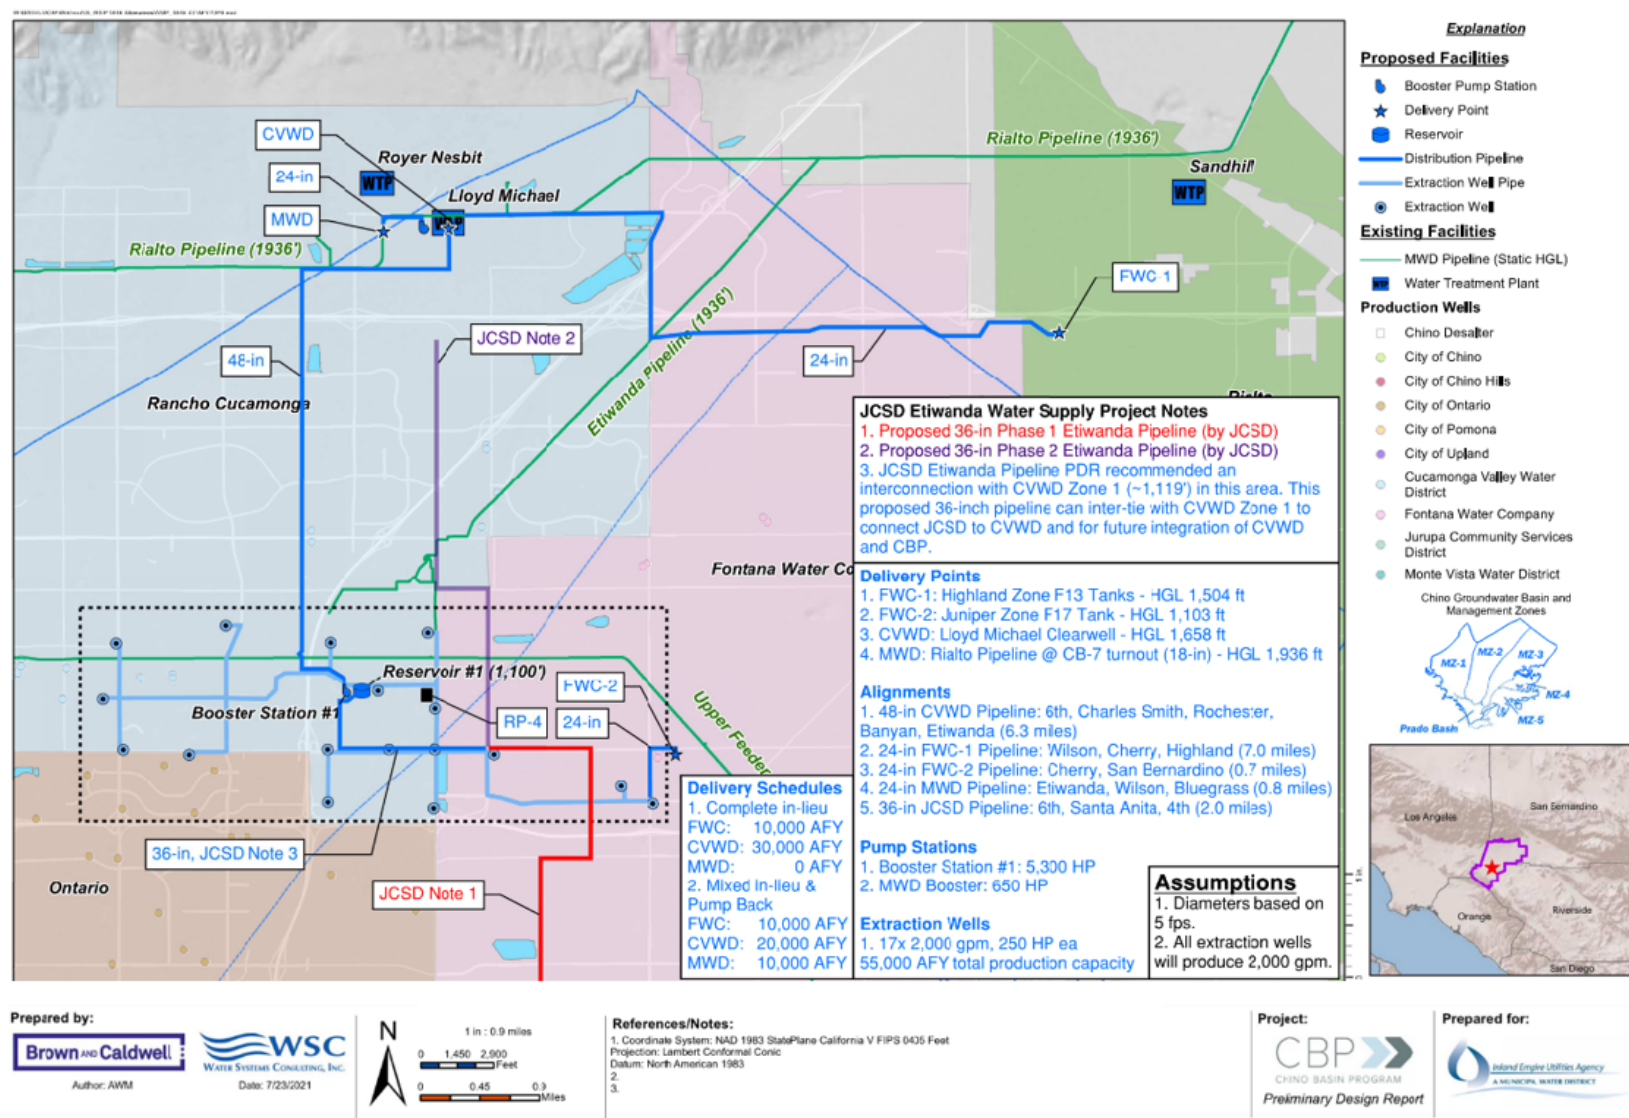 Explanation
Proposed Facilities
Booster Pump Station
Delivery Point
Reservoir
Distribution Pipeline
Extraction Well Pipe
Extraction Well
Existing Facilities
MWD Pipeline (Static HGL)
WTP
Water Treatment Plant
Production Wells
Chino Desalter
City of Chino
City of Chino Hills
City of Ontario
City of Pomona
City of Upland
Cucamonga Valley Water
District
Fontana Water Company
Jurupa Community Services
District
Monte Vista Water District
Chino Groundwater Basin and
Management Zones
MZ-1
MZ-2
MZ-3
MZ-4
MZ-5
Prado Basin
Los Angeles
San Bernardino
Orange
Riverside
San Diego
CVWD
Royer Nesbit
24-in
WTP
Lloyd Michael
MWD
Rialto Pipeline (1936')
Rialto Pipeline (1936')
Sandhill
WTP
FWC-1
JCSD Note 2
Etiwanda Pipeline (1936')
48-in
24-in
Rancho Cucamonga
Rialto
JCSD Etiwanda Water Supply Project Notes
1. Proposed 36-in Phase 1 Etiwanda Pipeline (by JCSD)
2. Proposed 36-in Phase 2 Etiwanda Pipeline (by JCSD)
3. JCSD Etiwanda Pipeline PDR recommended an
interconnection with CVWD Zone 1 (~1,119') in this area. This
proposed 36-inch pipeline can inter-tie with CVWD Zone 1 to
connect JCSD to CVWD and for future integration of CVWD
and CBP.
Fontana Water Co
Delivery Points
1. FWC-1: Highland Zone F13 Tanks - HGL 1,504 ft
2. FWC-2: Juniper Zone F17 Tank - HGL 1,103 ft
3. CVWD: Lloyd Michael Clearwell - HGL 1,658 ft
4. MWD: Rialto Pipeline @ CB-7 turnout (18-in) - HGL 1,936 ft
Alignments
1. 48-in CVWD Pipeline: 6th, Charles Smith, Rochester,
Banyan, Etiwanda (6.3 miles)
2. 24-in FWC-1 Pipeline: Wilson, Cherry, Highland (7.0 miles)
3. 24-in FWC-2 Pipeline: Cherry, San Bernardino (0.7 miles)
4. 24-in MWD Pipeline: Etiwanda, Wilson, Bluegrass (0.8 miles)
5. 36-in JCSD Pipeline: 6th, Santa Anita, 4th (2.0 miles)
Pump Stations
1. Booster Station #1: 5,300 HP
2. MWD Booster: 650 HP
Extraction Wells
1. 17x 2,000 gpm, 250 HP ea
55,000 AFY total production capacity
Assumptions
1. Diameters based on
5 fps.
2. All extraction wells
will produce 2,000 gpm.
Reservoir #1 (1,100')
FWC-2
Booster Station #1
RP-4
24-in
Upper Feeder
Delivery Schedules
1. Complete in-lieu
FWC: 10,000 AFY
CVWD: 30,000 AFY
MWD: 0 AFY
2. Mixed In-lieu &
Pump Back
FWC: 10,000 AFY
CVWD: 20,000 AFY
MWD: 10,000 AFY
36-in, JCSD Note 3
Ontario
JCSD Note 1
Prepared by:
Brown AND Caldwell
WSC
WATER SYSTEMS CONSULTING, INC.
Author: AWM
Date: 7/23/2021
N
1 in : 0.9 miles
0 1,450 2,900
Feet
0 0.45 0.9
Miles
References/Notes:
1. Coordinate System: NAD 1983 StatePlane California V FIPS 0405 Feet
Projection: Lambert Conformal Conic
Datum: North American 1983
2.
3.
Project:
CBP
CHINO BASIN PROGRAM
Preliminary Design Report
Prepared for:
Inland Empire Utilities Agency
A MUNICIPAL WATER DISTRICT